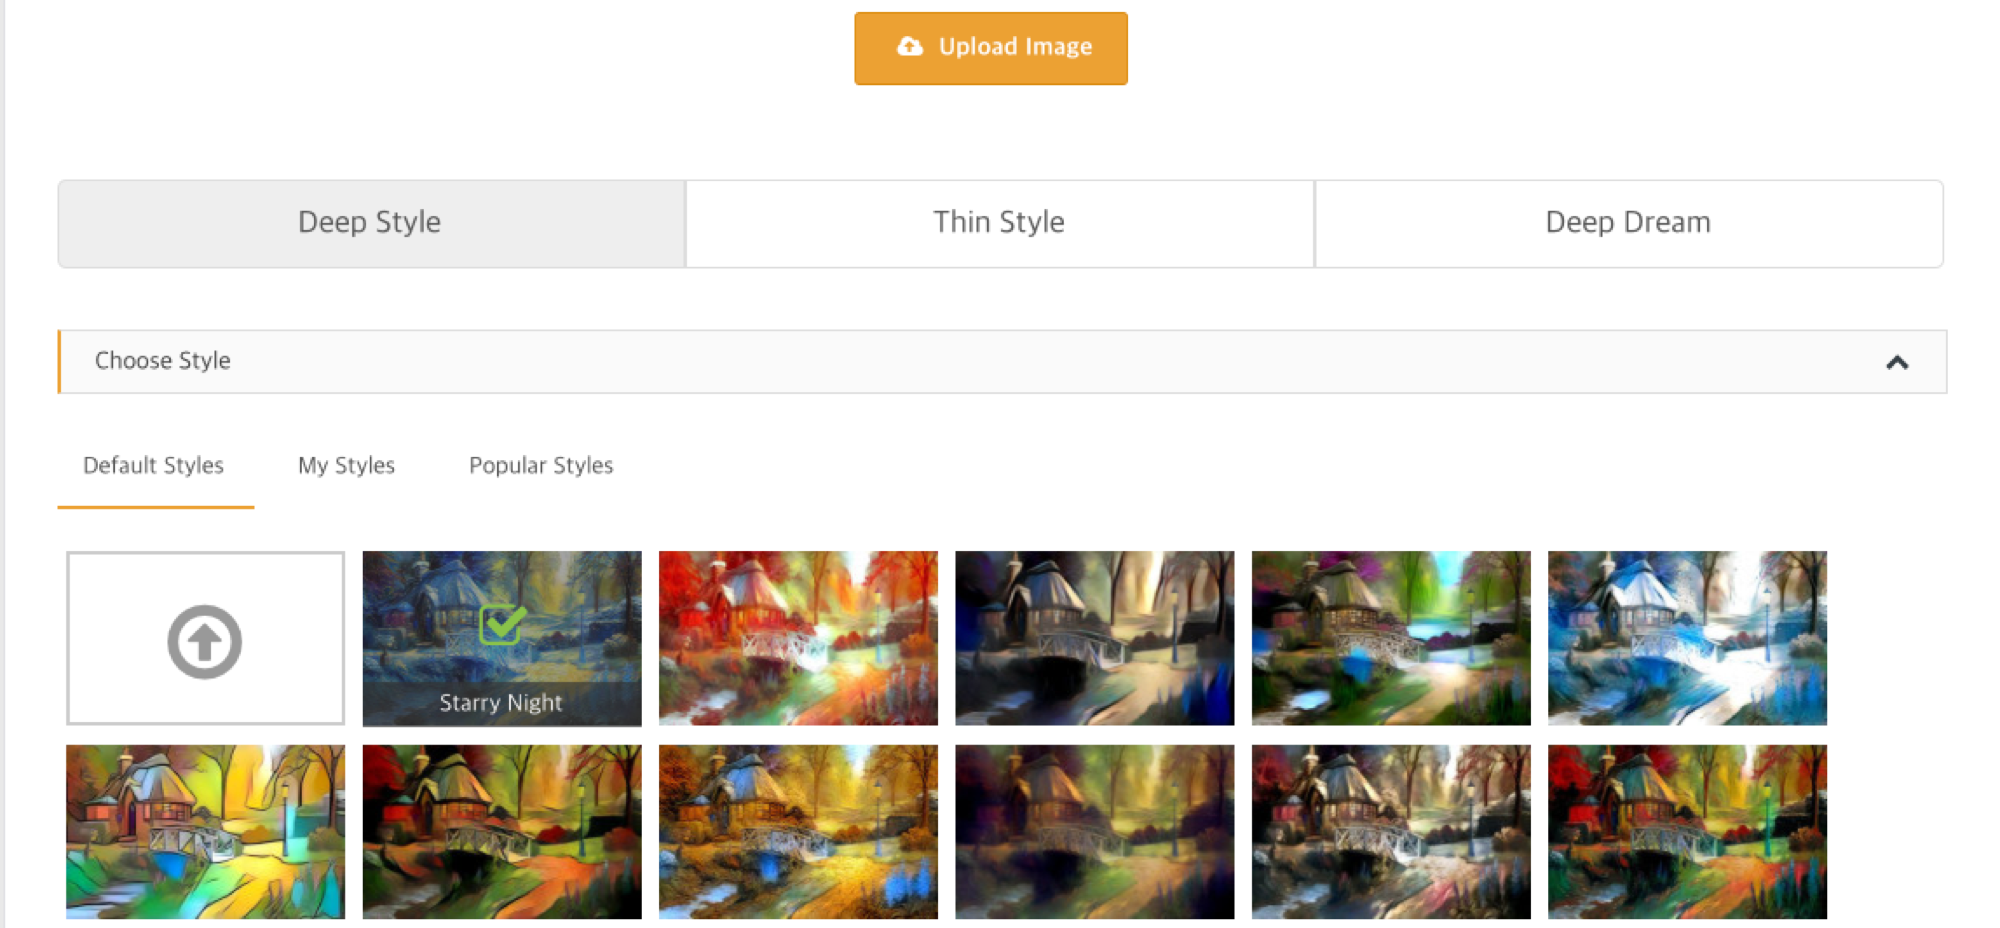 Upload Image
Deep Style
Thin Style
Deep Dream
Choose Style
Default Styles
My Styles
Popular Styles
Starry Night